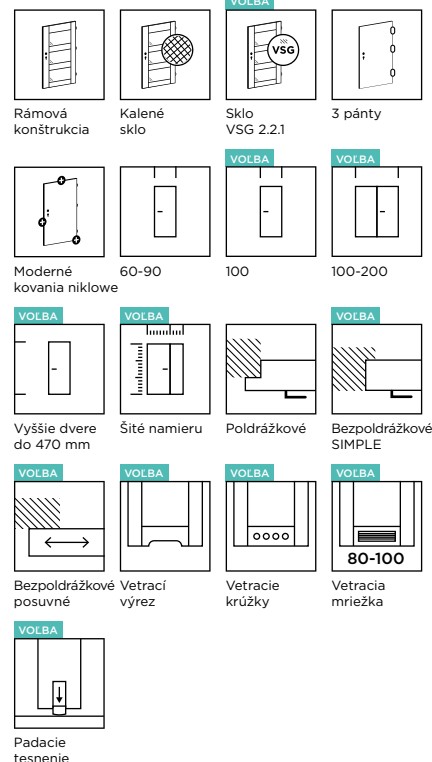 VOĽBA
VSG
Rámová
konštrukcia
Kalené
sklo
Sklo
VSG 2.2.1
3 pánty
VOĽBA
VOĽBA
Moderné
kovania niklowe
60-90
100
100-200
VOĽBA
VOĽBA
VOĽBA
Vyššie dvere
do 470 mm
Šité namieru
Poldrážkové
Bezpoldrážkové
SIMPLE
VOĽBA
VOĽBA
VOĽBA
VOĽBA
80-100
Bezpoldrážkové
posuvné
Vetrací
výrez
Vetracie
krúžky
Vetracia
mriežka
VOĽBA
Padacie
tesnenie